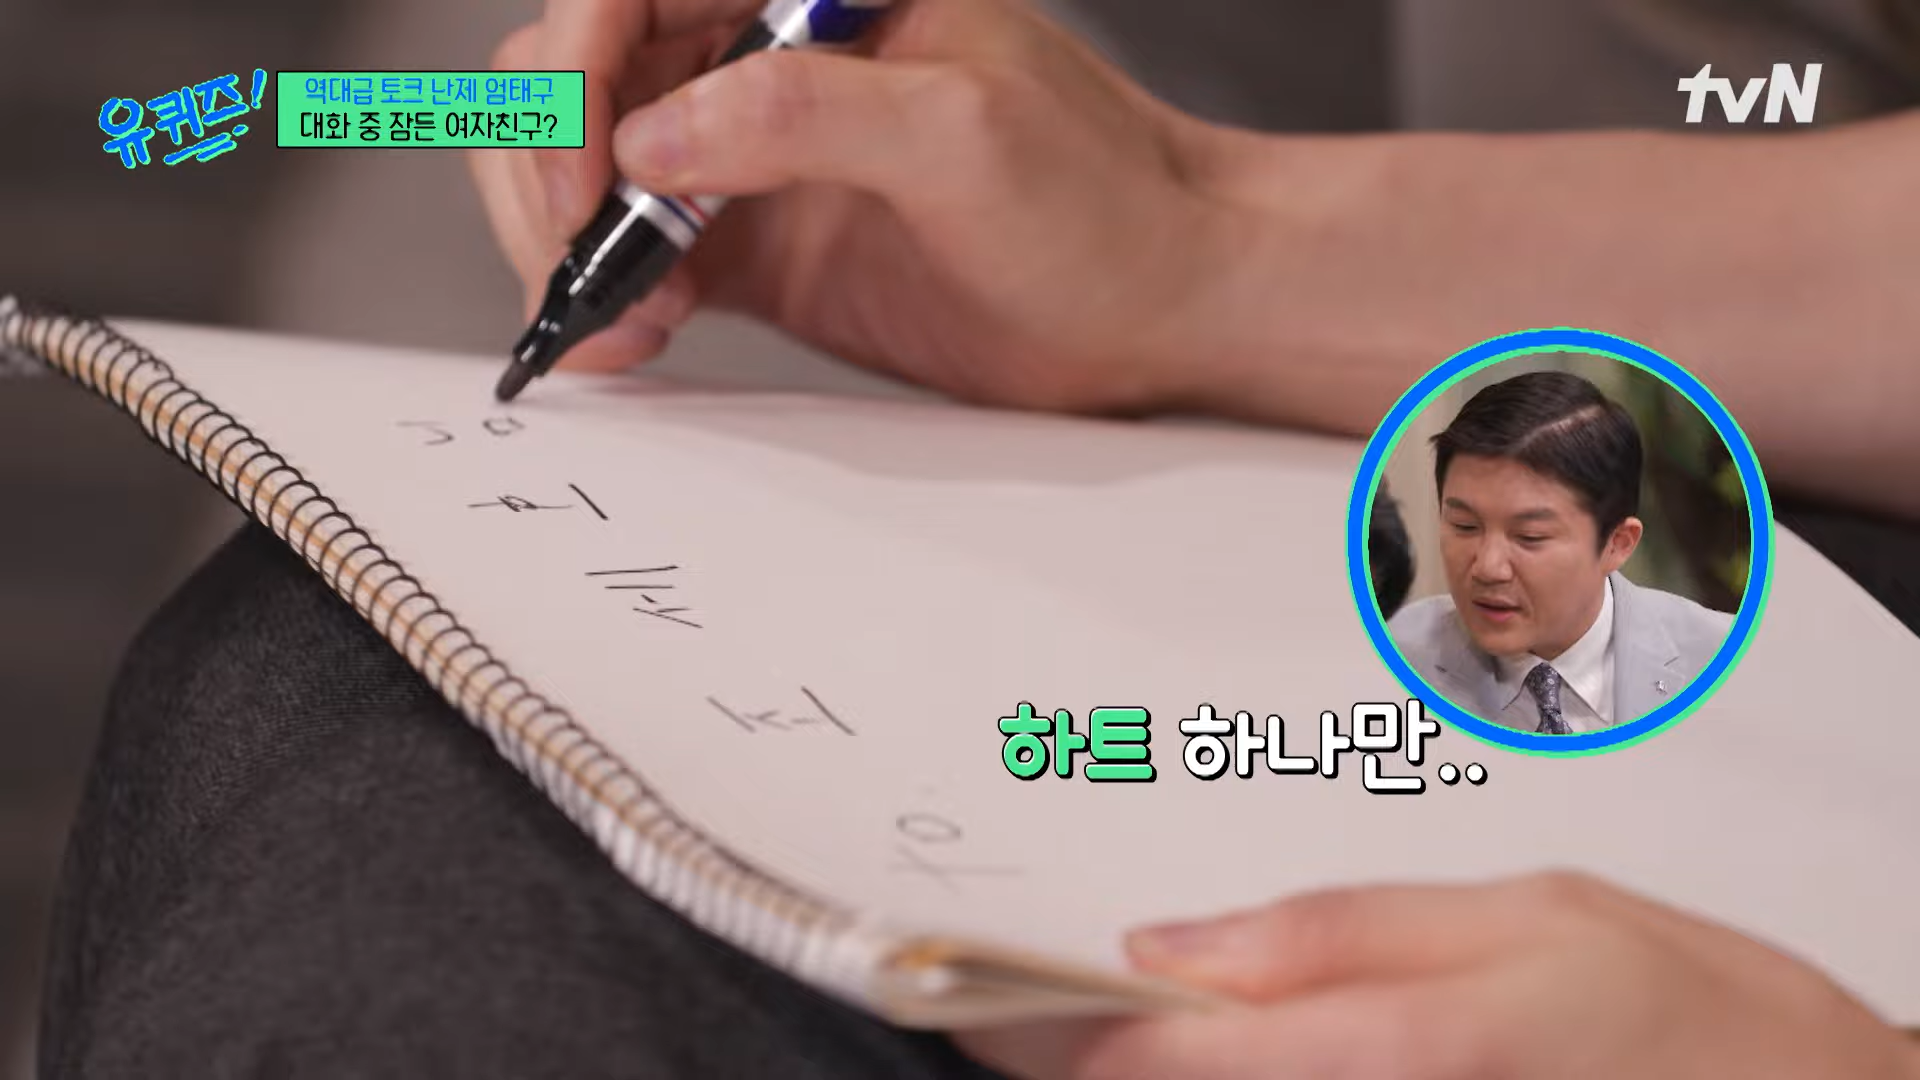 유퀴즈!
역대급 토크 난제 엄태구
대화 중 잠든 여자친구?
tvN
하트 하나만..